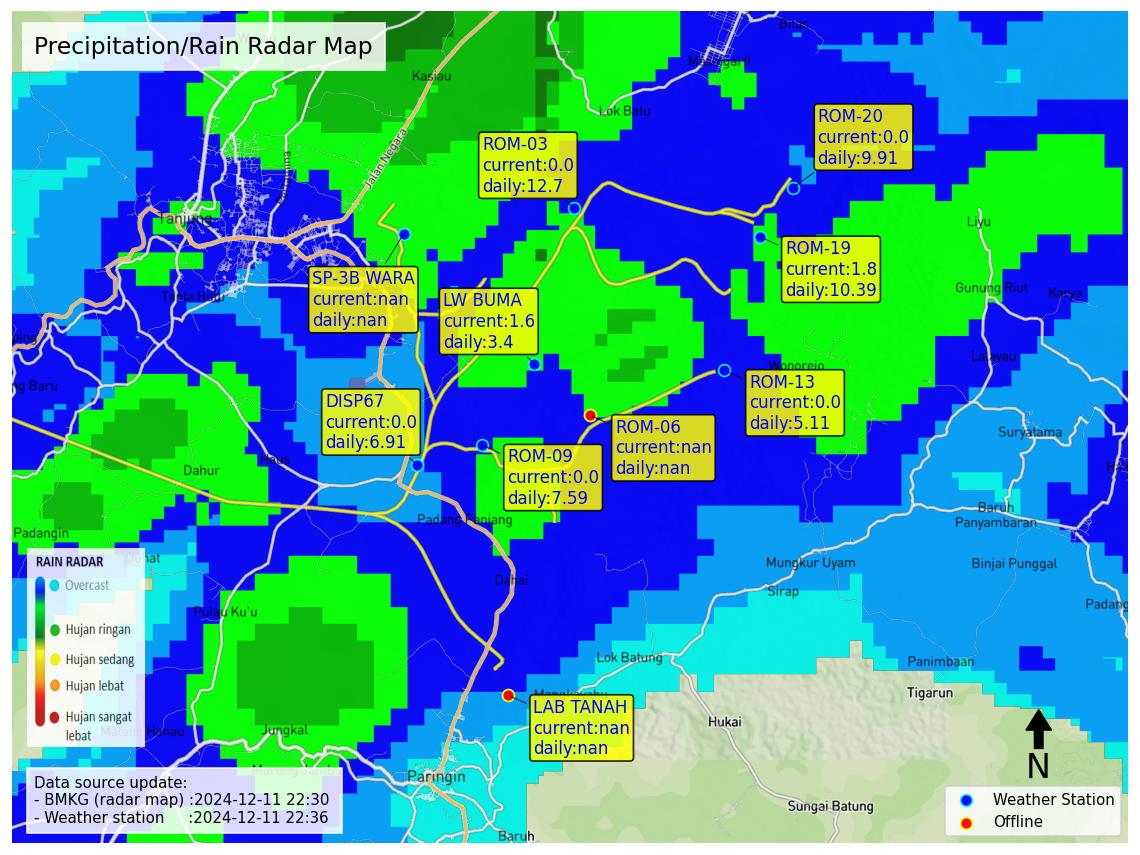 Precipitation/Rain Radar Map
Bilas
Masingai II
Kasiau
Lok Batu
Jalan Negara
ROM-20
current:0.0
daily:9.91
ROM-03
current:0.0
daily:12.7
Tanjung
Liyu
ROM-19
current:1.8
daily:10.39
SP-3B WARA
current:nan
daily:nan
LW BUMA
current:1.6
daily:3.4
Gunung Riut
Karya
Lalayau
Wonorejo
ROM-13
current:0.0
daily:5.11
DISP67
current:0.0
daily:6.91
ROM-06
current:nan
daily:nan
Suryatama
ROM-09
current:0.0
daily:7.59
ng Baru
Dahur
Haus
Padang Panjang
Baruh
Panyambaran
Padangin
Mungkur Uyam
Binjai Punggal
Dahai
Sirap
Padang
Pulau Ku'u
RAIN RADAR
Overcast
Hujan ringan
Hujan sedang
Hujan lebat
Hujan sangat
lebat
Lok Batung
Panimbaan
Tigarun
LAB TANAH
current:nan
daily:nan
Hukai
Jungkal
Paringin
Sungai Batung
Baruh
Data source update:
- BMKG (radar map) :2024-12-11 22:30
- Weather station :2024-12-11 22:36
N
Weather Station
Offline